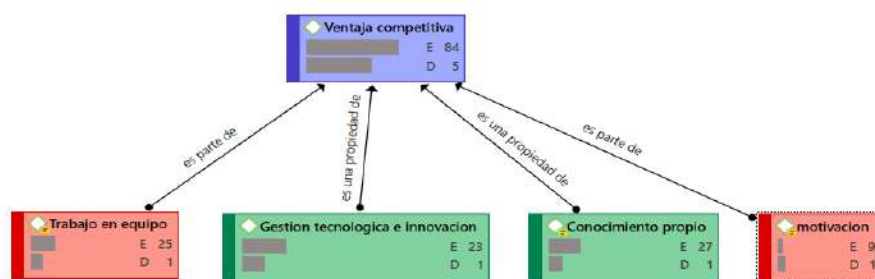 Ventaja competitiva
E 84
D 5
es parte de
es una propiedad de
es una propiedad de
es parte de
Trabajo en equipo
E 25
D 1
Gestion tecnologica e innovacion
E 23
D 1
Conocimiento propio
E 27
D 1
motivacion
E 9
D 1